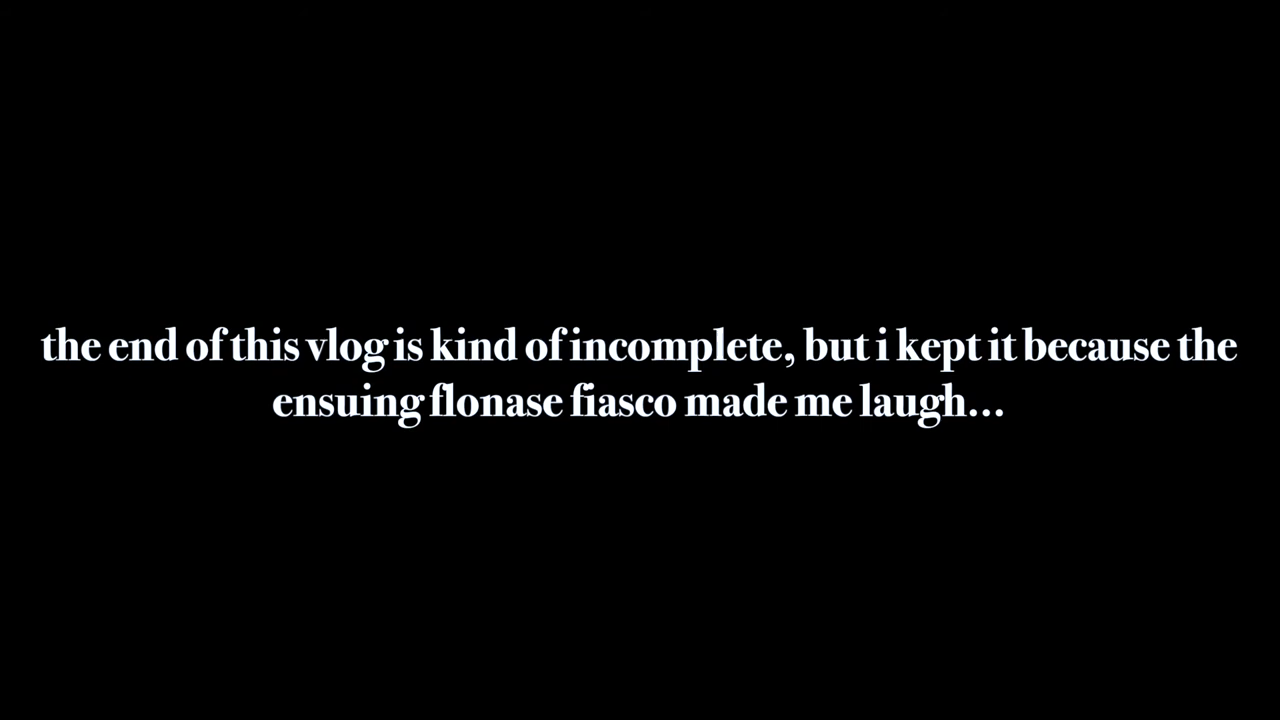 the end of this vlog is kind of incomplete, but i kept it because the
ensuing flonase fiasco made me laugh...